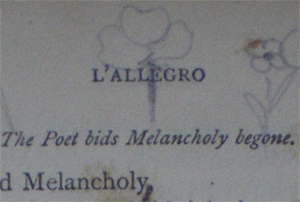 L'ALLEGRO
The Poet bids Melancholy begone.
d Melancholy,